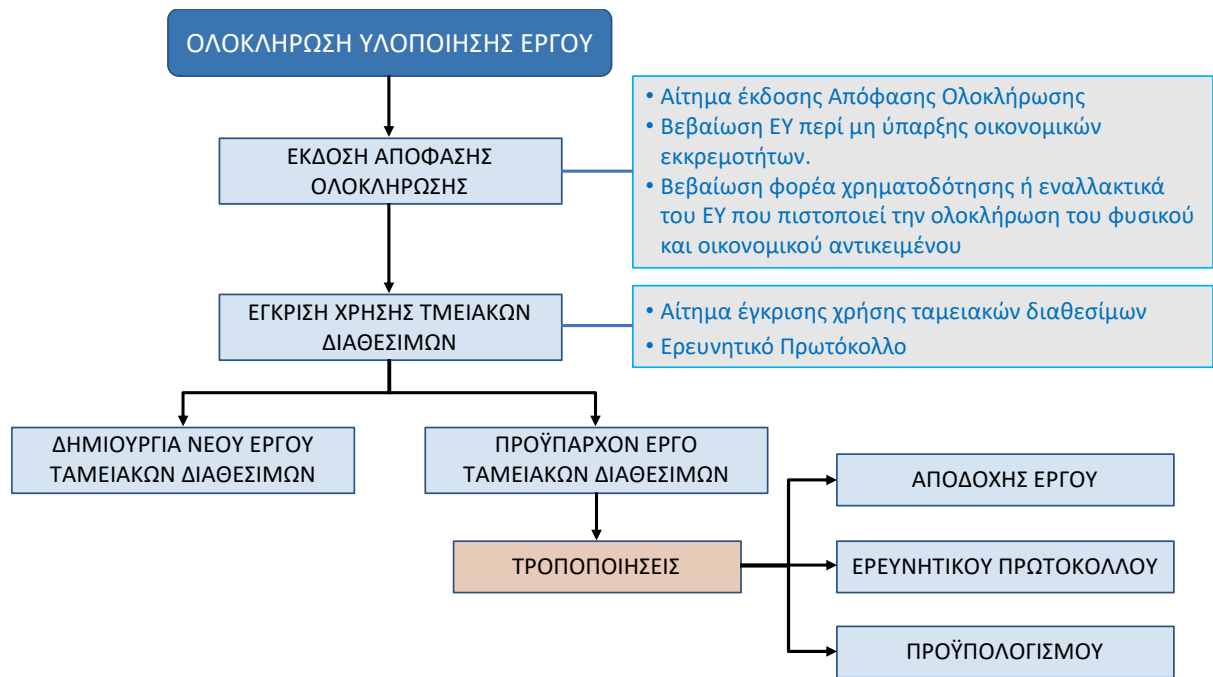 ΟΛΟΚΛΗΡΩΣΗ ΥΛΟΠΟΙΗΣΗΣ ΕΡΓΟΥ
ΕΚΔΟΣΗ ΑΠΟΦΑΣΗΣ
ΟΛΟΚΛΗΡΩΣΗΣ
• Αίτημα έκδοσης Απόφασης Ολοκλήρωσης
• Βεβαίωση ΕΥ περί μη ύπαρξης οικονομικών
εκκρεμοτήτων.
• Βεβαίωση φορέα χρηματοδότησης ή εναλλακτικά
του ΕΥ που πιστοποιεί την ολοκλήρωση του φυσικού
και οικονομικού αντικειμένου
ΕΓΚΡΙΣΗ ΧΡΗΣΗΣ ΤΜΕΙΑΚΩΝ
ΔΙΑΘΕΣΙΜΩΝ
• Αίτημα έγκρισης χρήσης ταμειακών διαθεσίμων
• Ερευνητικό Πρωτόκολλο
ΔΗΜΙΟΥΡΓΙΑ ΝΕΟΥ ΕΡΓΟΥ
ΤΑΜΕΙΑΚΩΝ ΔΙΑΘΕΣΙΜΩΝ
ΠΡΟΫΠΑΡΧΟΝ ΕΡΓΟ
ΤΑΜΕΙΑΚΩΝ ΔΙΑΘΕΣΙΜΩΝ
ΤΡΟΠΟΠΟΙΗΣΕΙΣ
ΑΠΟΔΟΧΗΣ ΕΡΓΟΥ
ΕΡΕΥΝΗΤΙΚΟΥ ΠΡΩΤΟΚΟΛΛΟΥ
ΠΡΟΫΠΟΛΟΓΙΣΜΟΥ